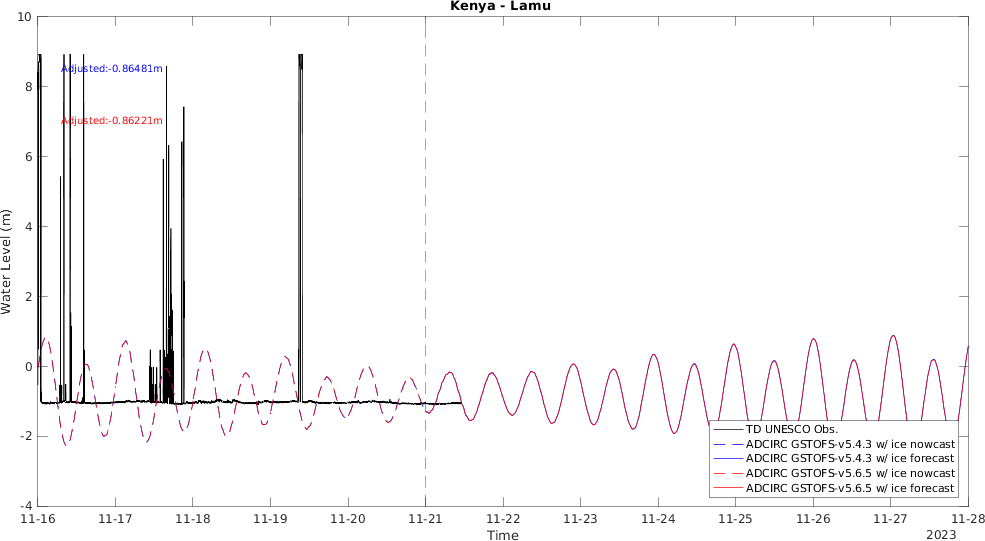 Kenya - Lamu
10
8
6
4
2
0
-2
-4
Water Level (m)
Adjusted:-0.86481m
Adjusted:-0.86221m
TD UNESCO Obs.
ADCIRC GSTOFS-v5.4.3 w/ ice nowcast
ADCIRC GSTOFS-v5.4.3 w/ ice forecast
ADCIRC GSTOFS-v5.6.5 w/ ice nowcast
ADCIRC GSTOFS-v5.6.5 w/ ice forecast
11-16 11-17 11-18 11-19 11-20 11-21 11-22 11-23 11-24 11-25 11-26 11-27 11-28
Time
2023